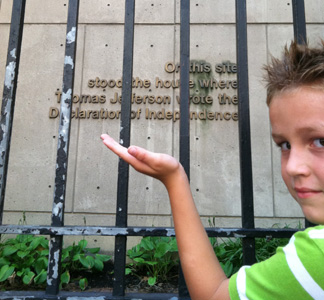 On this site
stood the house where
Thomas Jefferson wrote the
Declaration of Independence